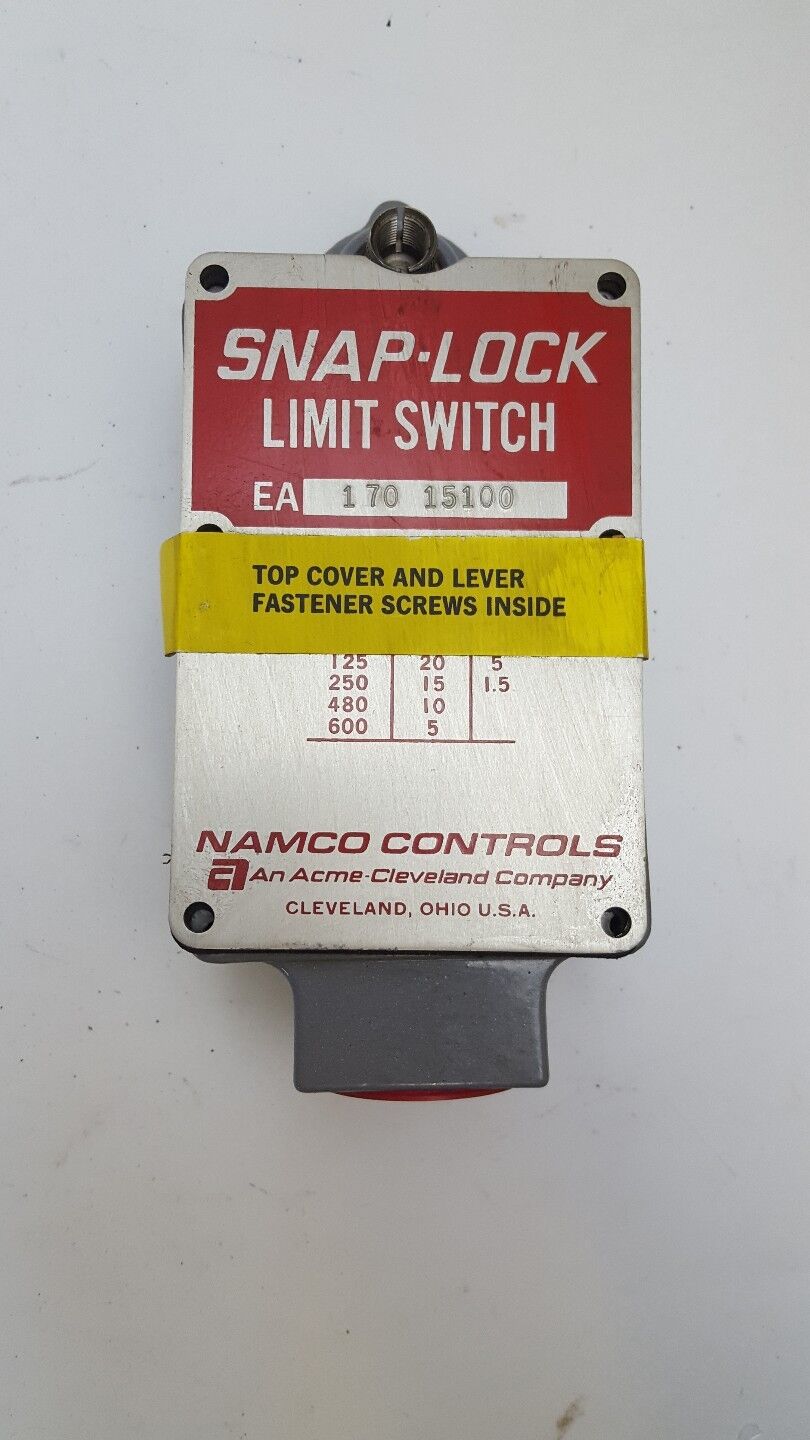 SNAP·LOCK
LIMIT SWITCH
EA 170 15100
TOP COVER AND LEVER
FASTENER SCREWS INSIDE
125 20 5
250 15 1.5
480 10
600 5
NAMCO CONTROLS
a An Acme-Cleveland Company
CLEVELAND, OHIO U.S.A.